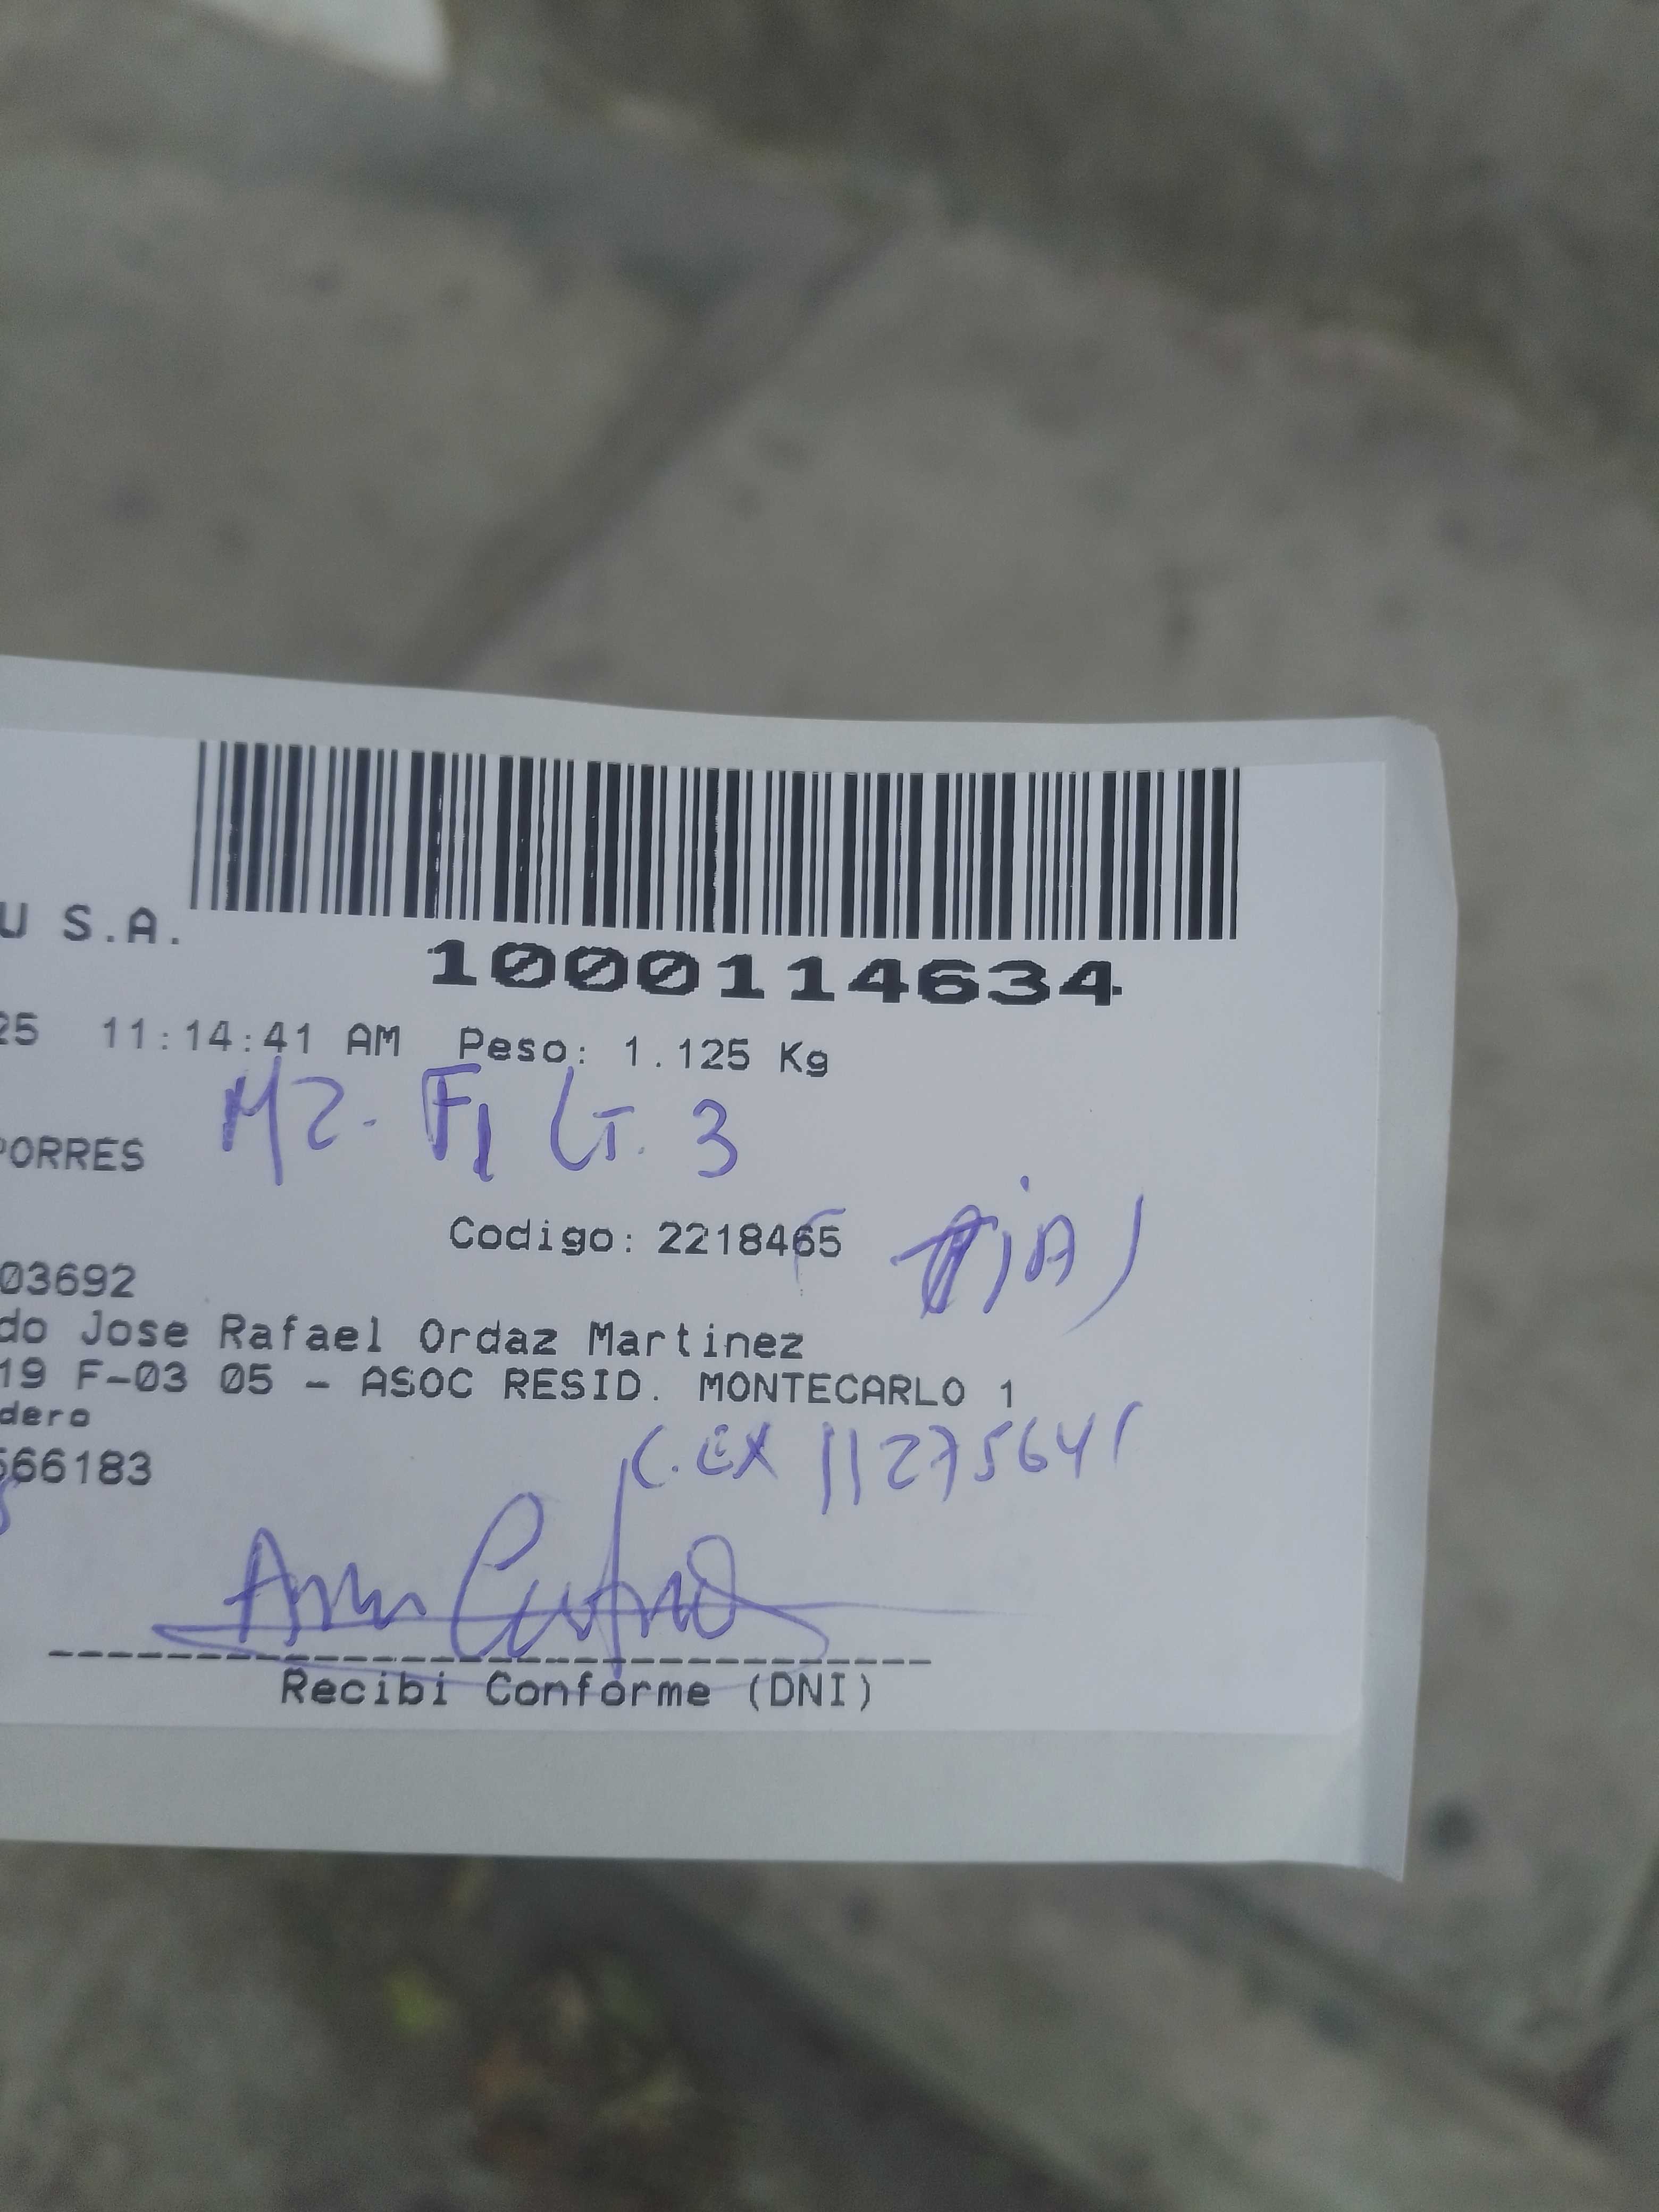 U S.A.
1000114634
25 11:14:41 AM Peso: 1.125 Kg
MZ. F1 LT. 3
PORRES
Codigo: 2218465
03692
do Jose Rafael Ordaz Martinez
19 F-03 05 - ASOC RESID. MONTECARLO 1
dero
C.EX 11275641
566183
Recibi Conforme (DNI)